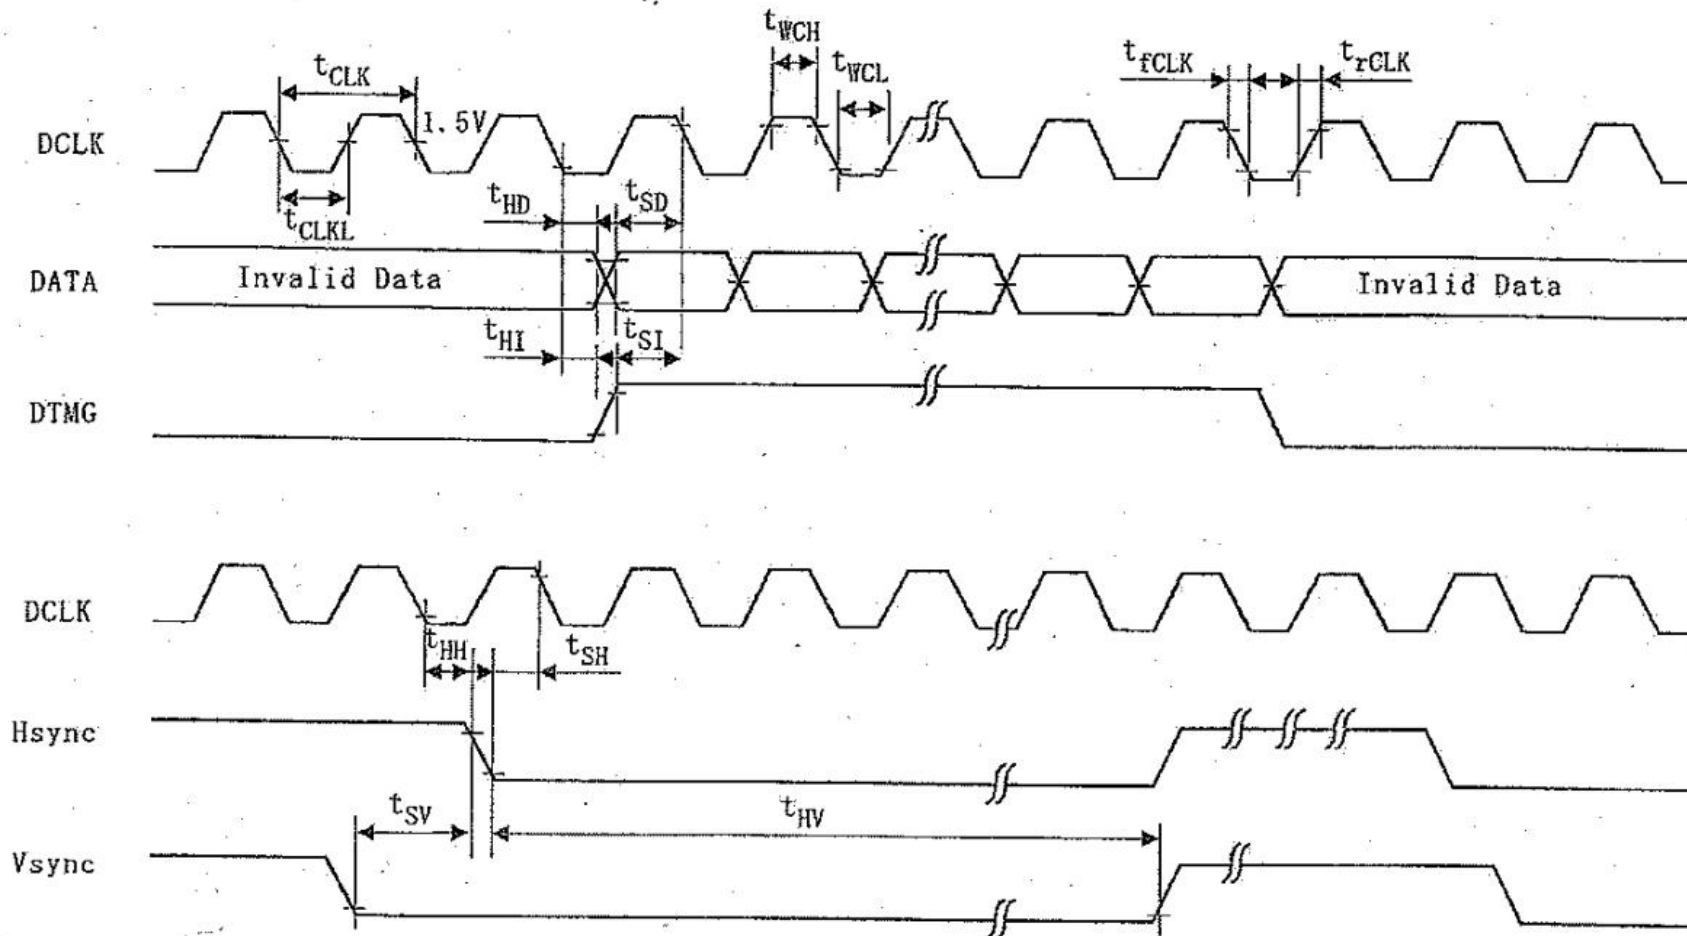 tWCH
tCLK tWCL tfCLK trCLK
DCLK 1.5V
tCLKL tHD tSD
DATA Invalid Data Invalid Data
tHI tSI
DTMG
DCLK
tHH tSH
Hsync
tSV tHV
Vsync